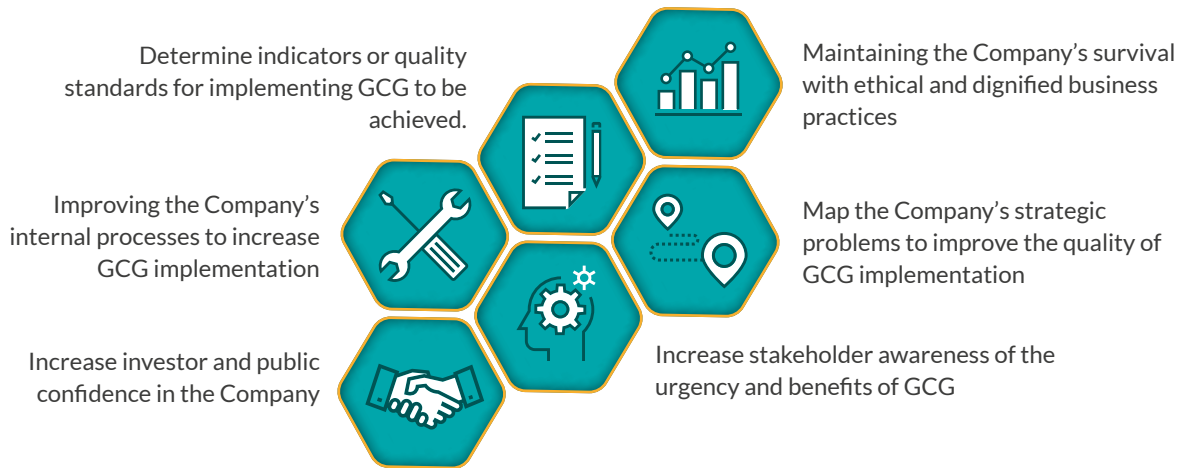 Determine indicators or quality
standards for implementing GCG to be
achieved.
Improving the Company’s
internal processes to increase
GCG implementation
Increase investor and public
confidence in the Company
Maintaining the Company’s survival
with ethical and dignified business
practices
Map the Company’s strategic
problems to improve the quality of
GCG implementation
Increase stakeholder awareness of the
urgency and benefits of GCG